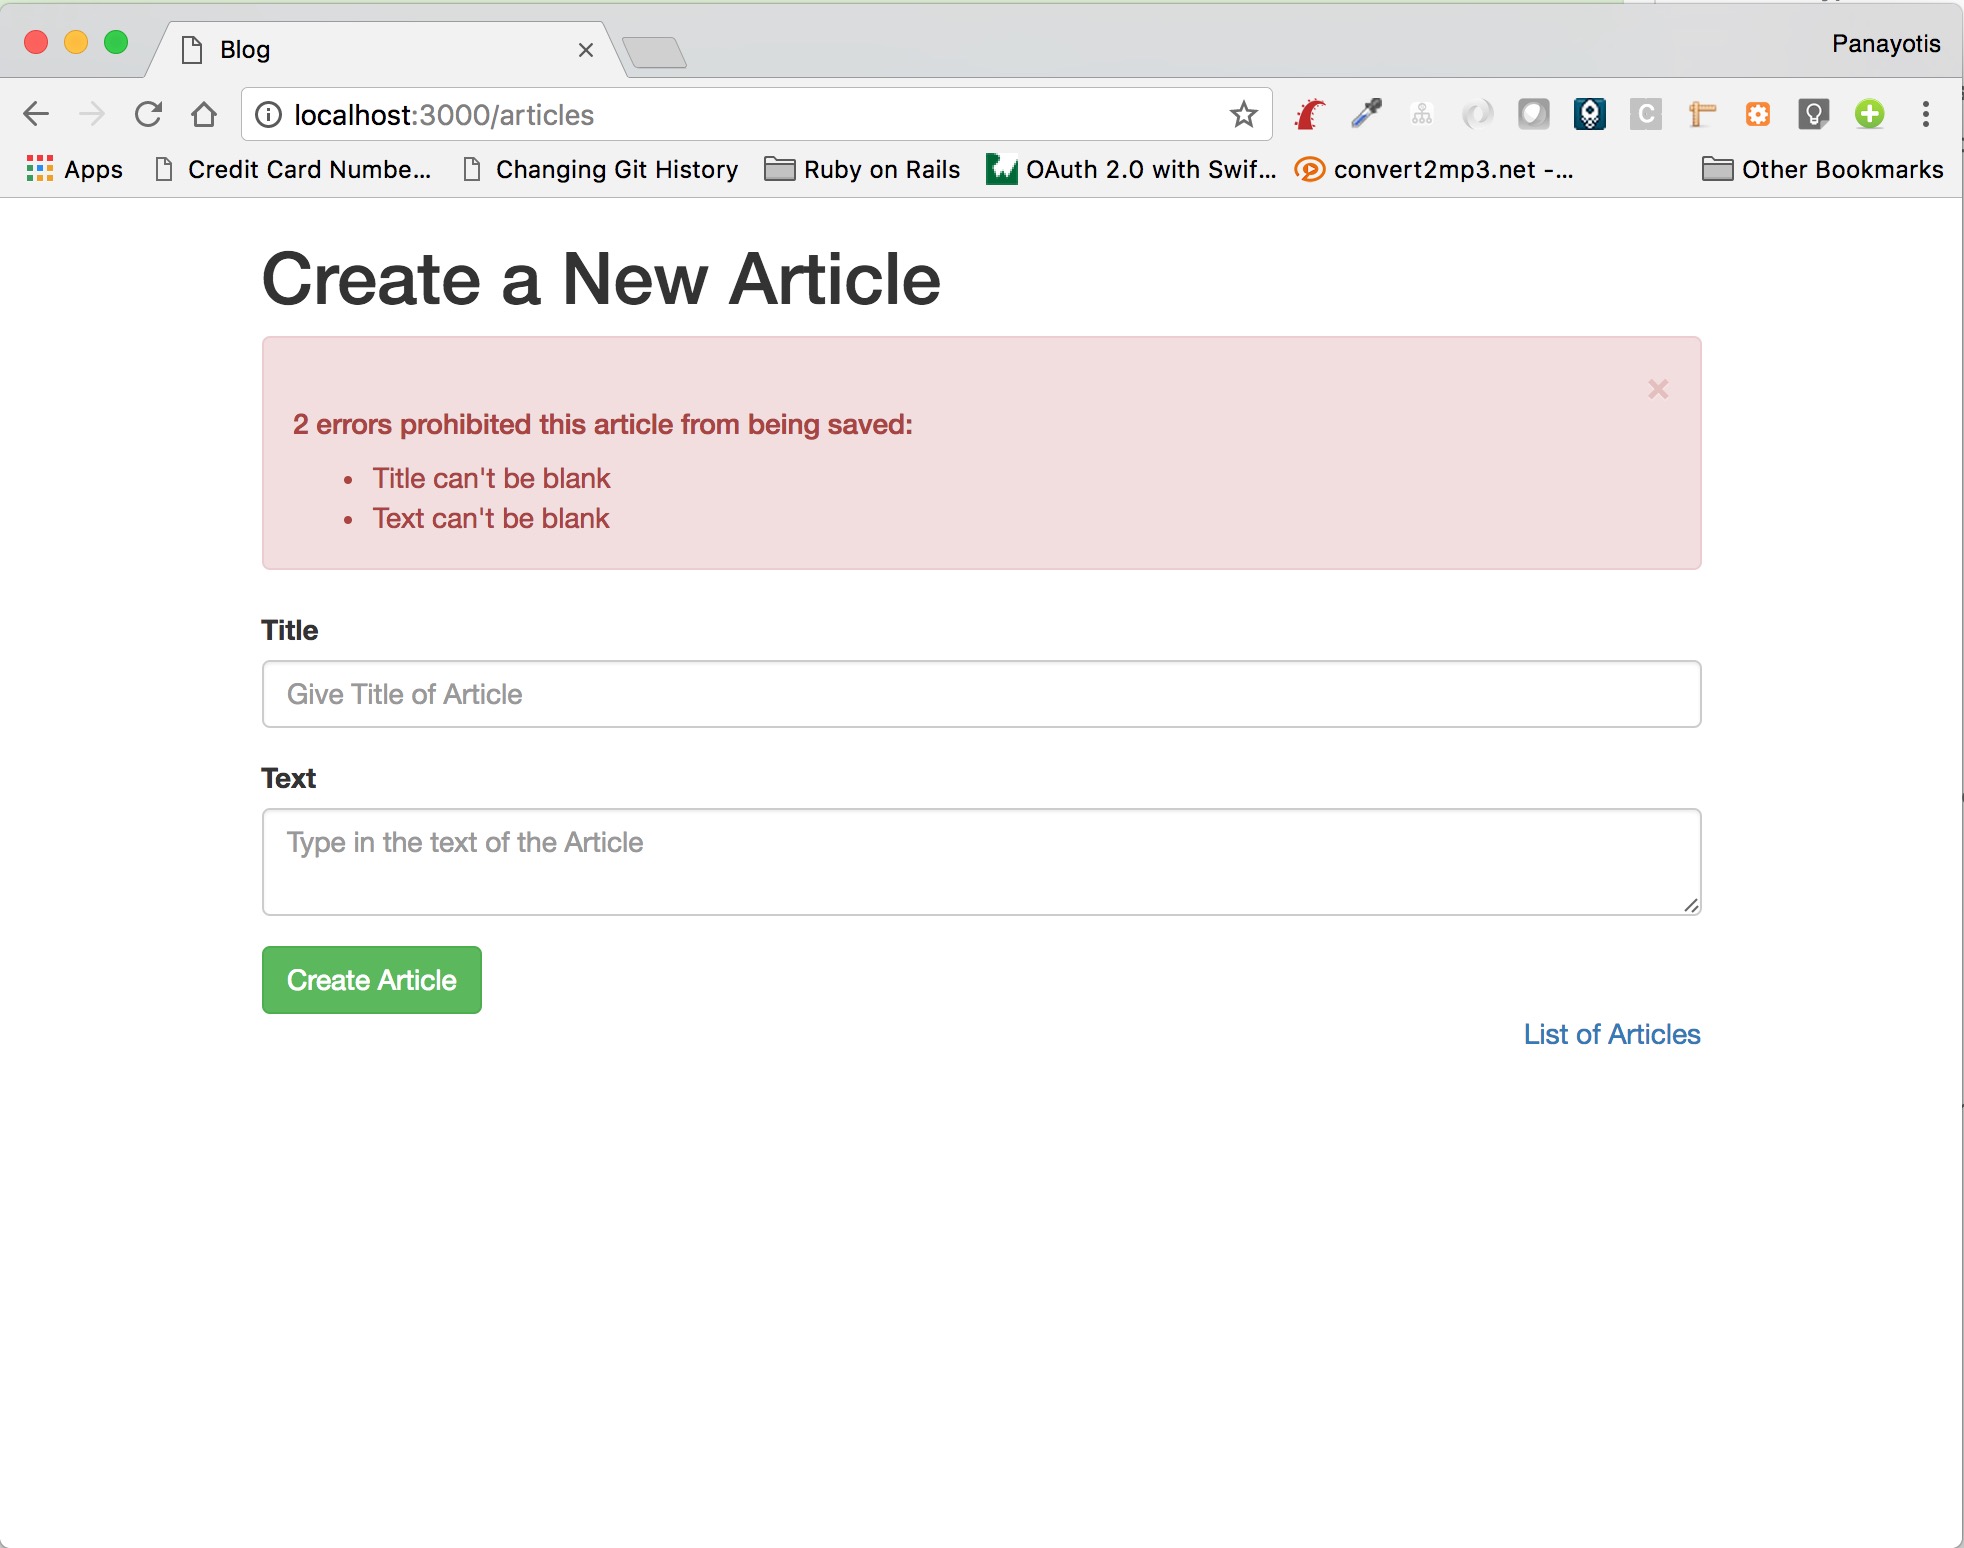 Blog
Panayotis
localhost:3000/articles
C
Apps
Credit Card Numbe...
Changing Git History
Ruby on Rails
OAuth 2.0 with Swif...
convert2mp3.net -...
Other Bookmarks
Create a New Article
×
2 errors prohibited this article from being saved:
• Title can't be blank
• Text can't be blank
Title
Give Title of Article
Text
Type in the text of the Article
Create Article
List of Articles